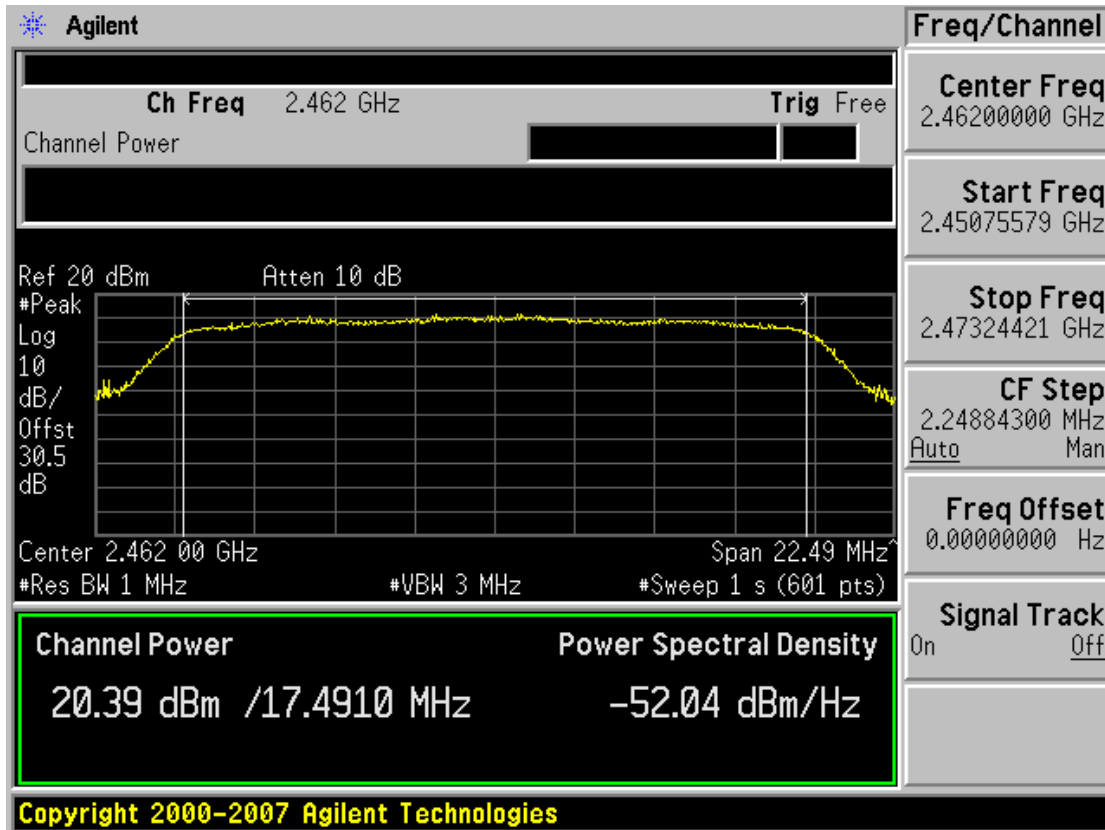 Agilent
Freq/Channel
Ch Freq 2.462 GHz Trig Free
Channel Power
Center Freq
2.46200000 GHz
Start Freq
2.45075579 GHz
Stop Freq
2.47324421 GHz
CF Step
2.24884300 MHz
Auto Man
Freq Offset
0.00000000 Hz
Signal Track
On Off
Ref 20 dBm Atten 10 dB
#Peak
Log
10
dB/
Offst
30.5
dB
Center 2.462 00 GHz Span 22.49 MHz^
#Res BW 1 MHz #VBW 3 MHz #Sweep 1 s (601 pts)
Channel Power Power Spectral Density
20.39 dBm /17.4910 MHz -52.04 dBm/Hz
Copyright 2000-2007 Agilent Technologies